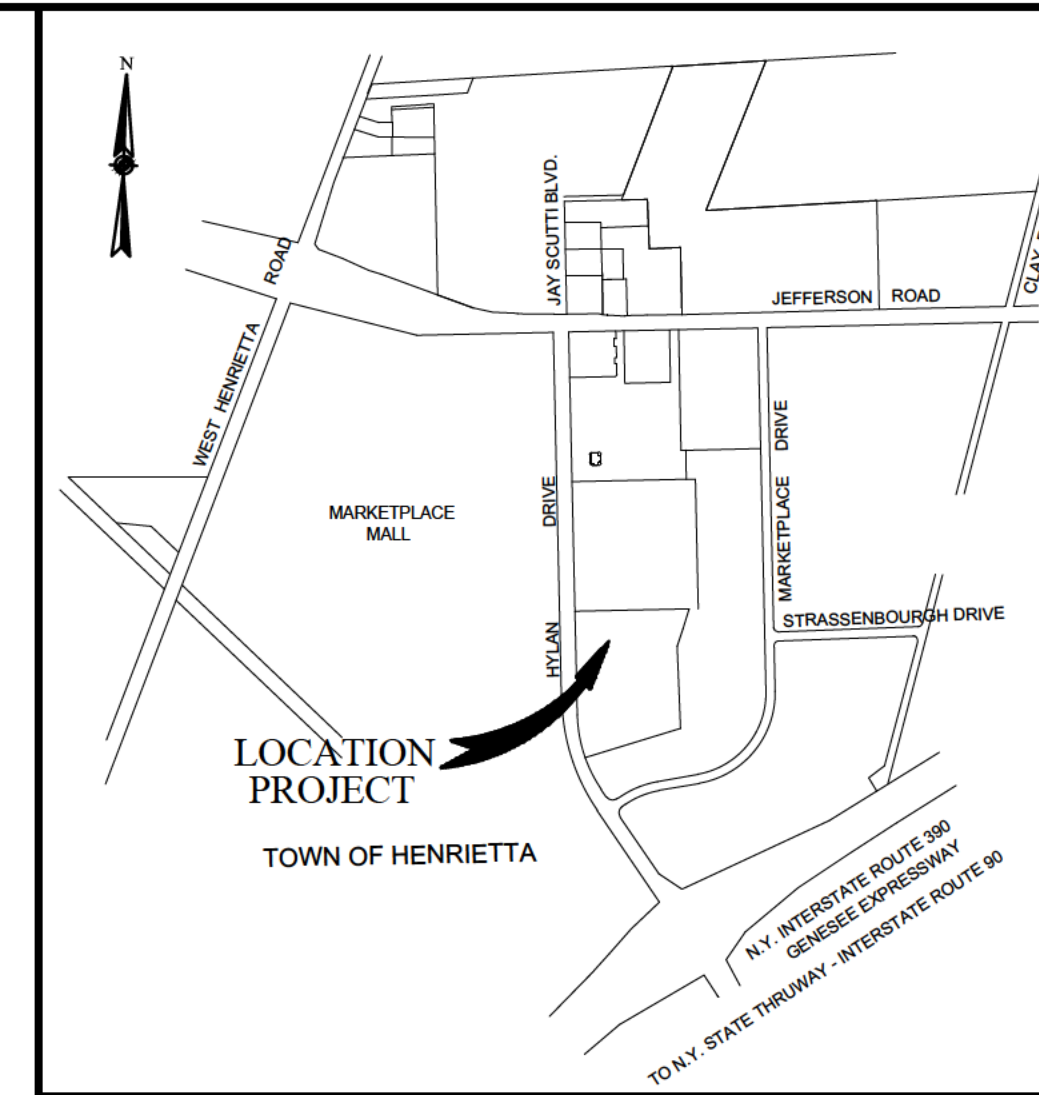 N
JAY SCUTTI BLVD.
WEST HENRIETTA ROAD
JEFFERSON ROAD
CLAY
MARKETPLACE
MALL
HYLAN DRIVE
MARKETPLACE DRIVE
STRASSENBOURGH DRIVE
LOCATION
PROJECT
TOWN OF HENRIETTA
N.Y. INTERSTATE ROUTE 390
GENESEE EXPRESSWAY
TO N.Y. STATE THRUWAY - INTERSTATE ROUTE 90